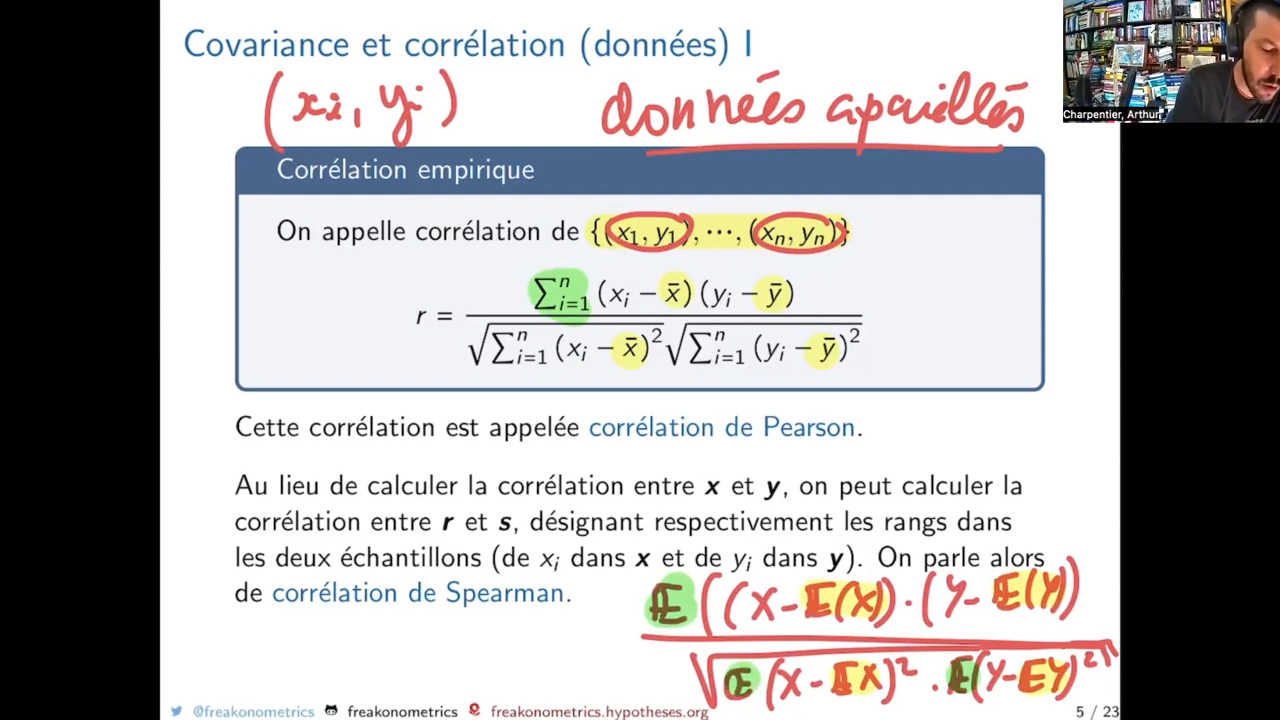 Covariance et corrélation (données) I
(xi, yi) données apaillés
Charpentier, Arthur
Corrélation empirique
On appelle corrélation de {(x₁, y₁), ⋯, (xₙ, yₙ)}
r = ∑ⁿᵢ₌₁ (xᵢ − x̄) (yᵢ − ȳ) / √∑ⁿᵢ₌₁ (xᵢ − x̄)² √∑ⁿᵢ₌₁ (yᵢ − ȳ)²
Cette corrélation est appelée corrélation de Pearson.
Au lieu de calculer la corrélation entre x et y, on peut calculer la
corrélation entre r et s, désignant respectivement les rangs dans
les deux échantillons (de xᵢ dans x et de yᵢ dans y). On parle alors
de corrélation de Spearman.
𝔼((X-𝔼(X))·(Y-𝔼(Y))
√𝔼(X-𝔼X)²·𝔼(Y-𝔼Y)²
@freakonometrics freakonometrics freakonometrics.hypotheses.org 5 / 23